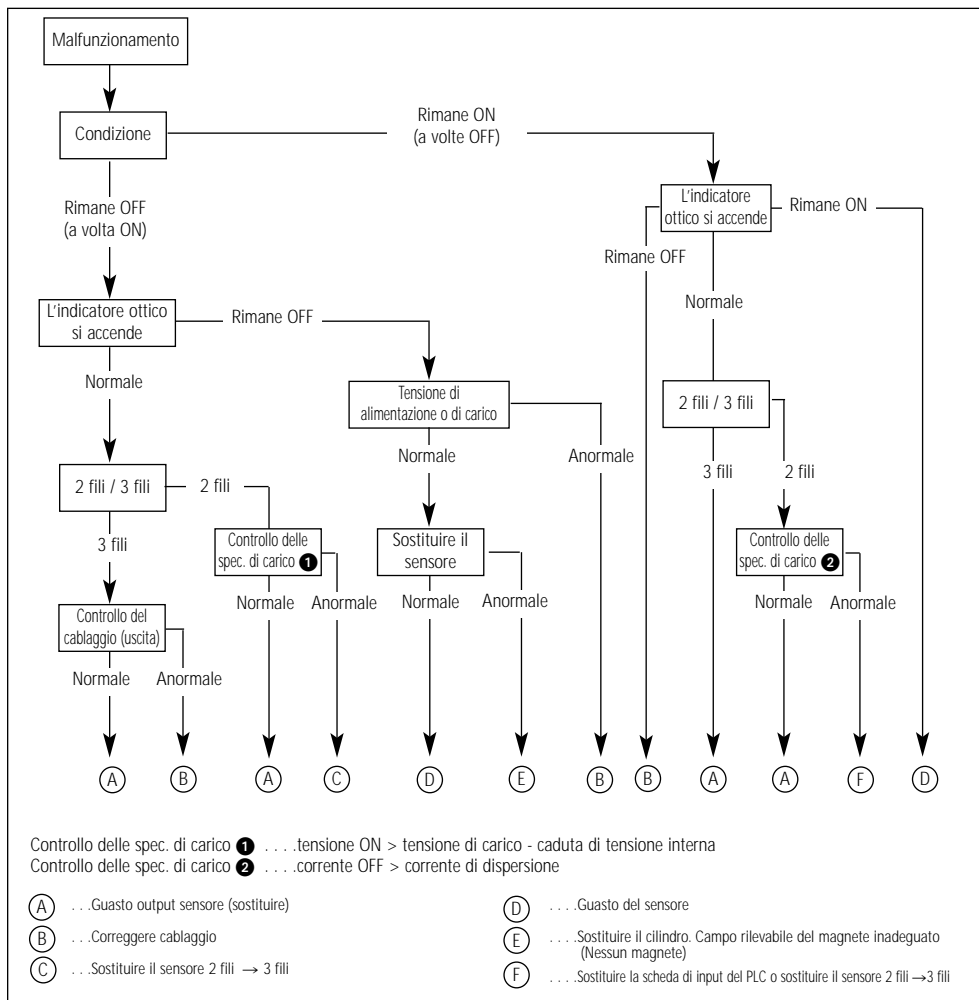 Malfunzionamento
Condizione
Rimane ON
(a volte OFF)
Rimane OFF
(a volta ON)
L'indicatore
ottico si accende
Rimane ON
Rimane OFF
Normale
L'indicatore ottico
si accende
Rimane OFF
Normale
Tensione di
alimentazione o di carico
Normale
Anormale
2 fili / 3 fili
3 fili
2 fili
2 fili / 3 fili
2 fili
3 fili
Controllo delle
spec. di carico ❶
Normale
Anormale
Sostituire il
sensore
Normale
Anormale
Controllo delle
spec. di carico ❷
Normale
Anormale
Controllo del
cablaggio (uscita)
Normale
Anormale
A B A C D E B B A A F D
Controllo delle spec. di carico ❶ . . . .tensione ON > tensione di carico - caduta di tensione interna
Controllo delle spec. di carico ❷ . . . .corrente OFF > corrente di dispersione
A . . .Guasto output sensore (sostituire)
B . . .Correggere cablaggio
C . . .Sostituire il sensore 2 fili → 3 fili
D . . . .Guasto del sensore
E . . . .Sostituire il cilindro. Campo rilevabile del magnete inadeguato
(Nessun magnete)
F . . . .Sostituire la scheda di input del PLC o sostituire il sensore 2 fili →3 fili